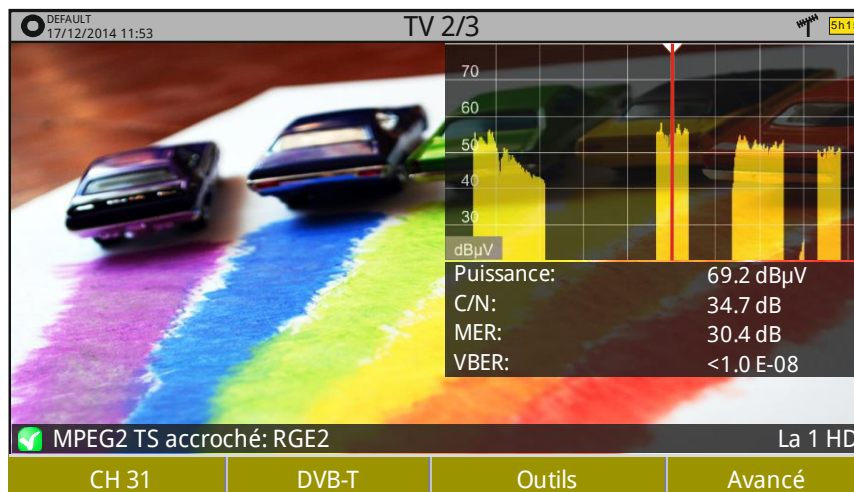 DEFAULT
17/12/2014 11:53
TV 2/3
5h1
70
60
50
40
30
dBµV
Puissance: 69.2 dBµV
C/N: 34.7 dB
MER: 30.4 dB
VBER: <1.0 E-08
MPEG2 TS accroché: RGE2
La 1 HD
CH 31
DVB-T
Outils
Avancé